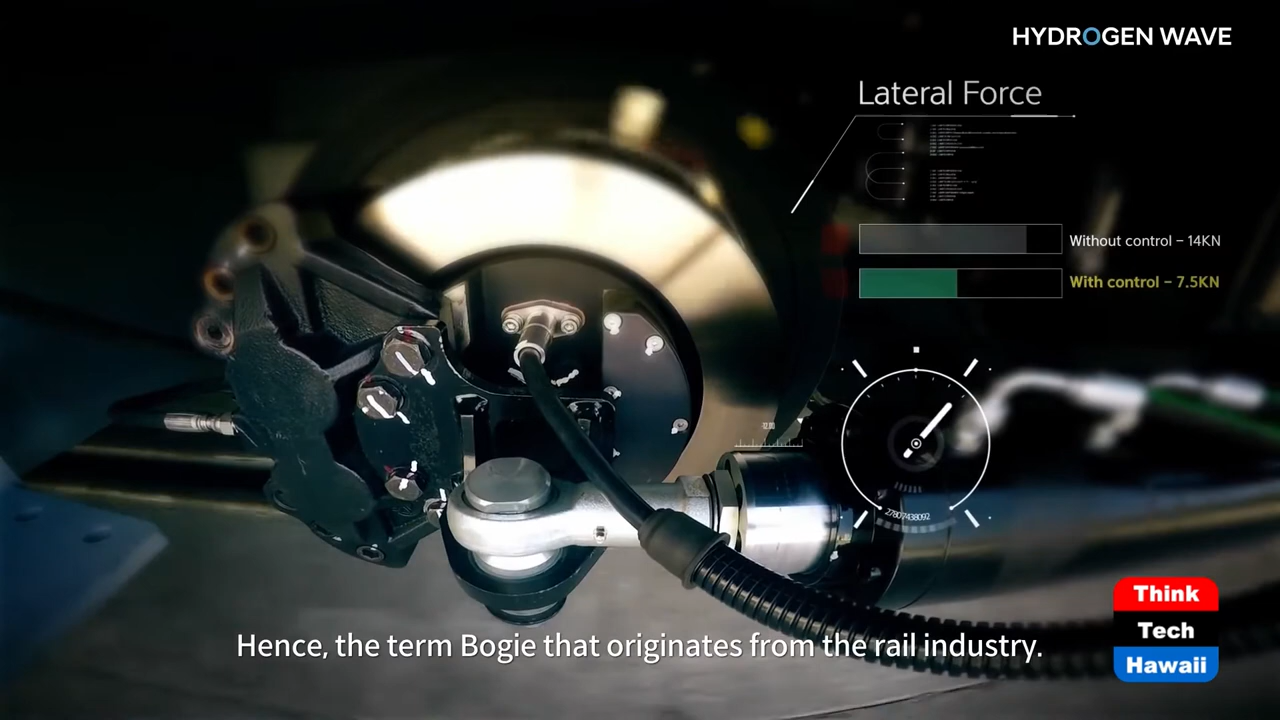 HYDROGEN WAVE
Lateral Force
Without control – 14KN
With control – 7.5KN
Hence, the term Bogie that originates from the rail industry.
Think
Tech
Hawaii